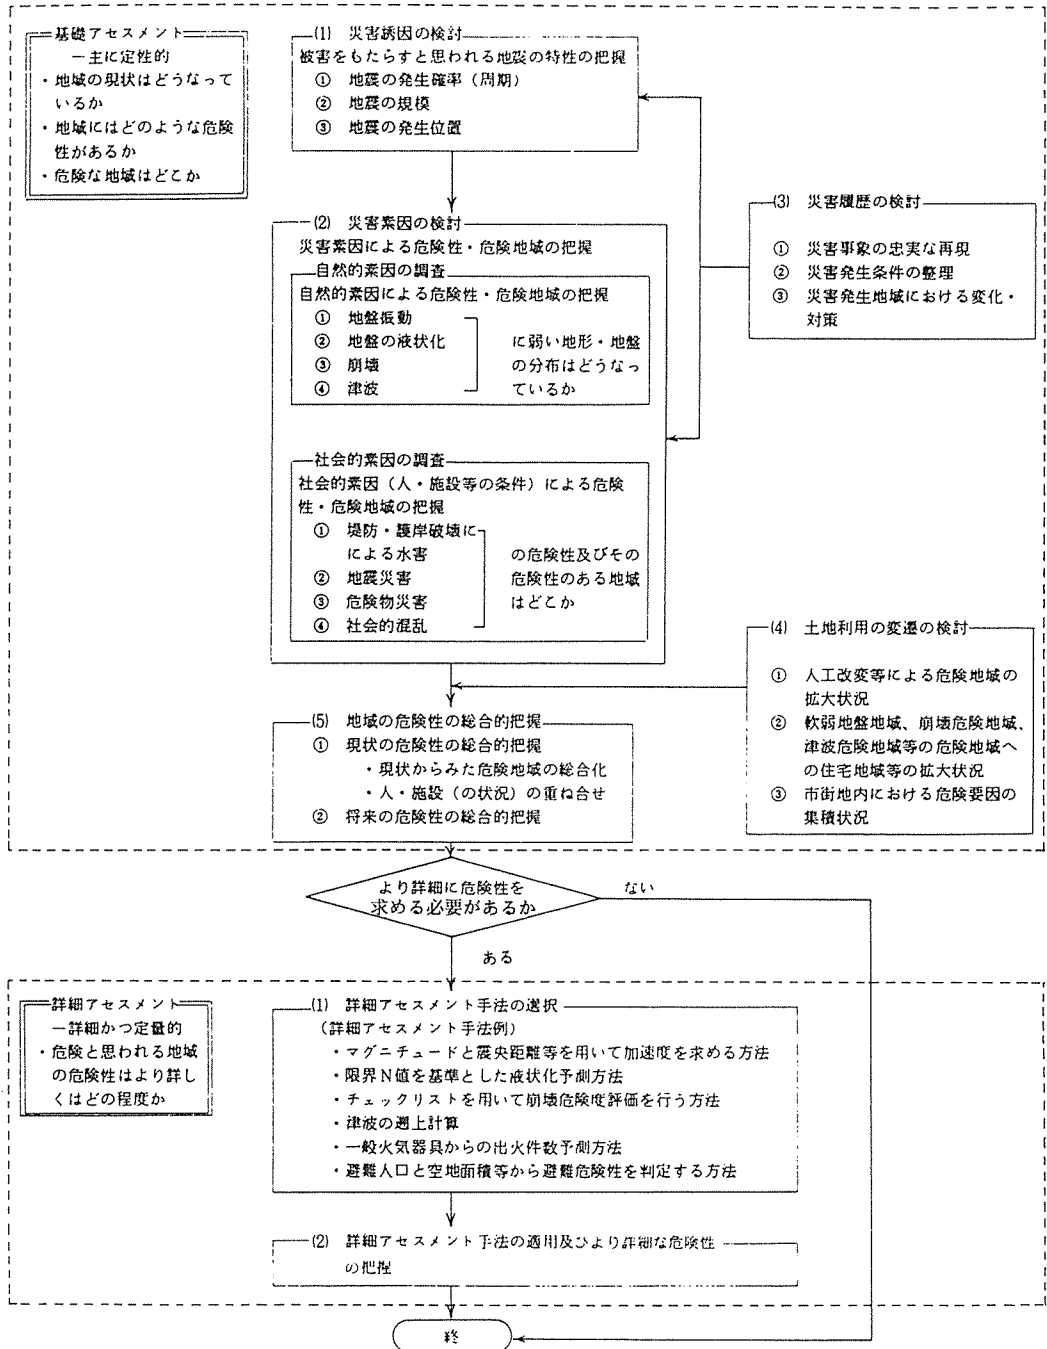 基礎アセスメント
―主に定性的
・地域の現状はどうなって
いるか
・地域にはどのような危険
性があるか
・危険な地域はどこか
(1) 災害誘因の検討
被害をもたらすと思われる地震の特性の把握
① 地震の発生確率(周期)
② 地震の規模
③ 地震の発生位置
(2) 災害素因の検討
災害素因による危険性・危険地域の把握
自然的素因の調査
自然的素因による危険性・危険地域の把握
① 地盤振動
② 地盤の液状化
③ 崩壊
④ 津波
に弱い地形・地盤
の分布はどうなっ
ているか
社会的素因の調査
社会的素因(人・施設等の条件)による危険
性・危険地域の把握
① 堤防・護岸破壊に
による水害
② 地震災害
③ 危険物災害
④ 社会的混乱
の危険性及びその
危険性のある地域
はどこか
(3) 災害履歴の検討
① 災害事象の忠実な再現
② 災害発生条件の整理
③ 災害発生地域における変化・
対策
(4) 土地利用の変遷の検討
① 人工改変等による危険地域の
拡大状況
② 軟弱地盤地域、崩壊危険地域、
津波危険地域等の危険地域へ
の住宅地域等の拡大状況
③ 市街地内における危険要因の
集積状況
(5) 地域の危険性の総合的把握
① 現状の危険性の総合的把握
・現状からみた危険地域の総合化
・人・施設(の状況)の重ね合せ
② 将来の危険性の総合的把握
より詳細に危険性を
求める必要があるか
ない
ある
詳細アセスメント
―詳細かつ定量的
・危険と思われる地域
の危険性はより詳し
くはどの程度か
(1) 詳細アセスメント手法の選択
(詳細アセスメント手法例)
・マグニチュードと震央距離等を用いて加速度を求める方法
・限界N値を基準とした液状化予測方法
・チェックリストを用いて崩壊危険度評価を行う方法
・津波の遡上計算
・一般火気器具からの出火件数予測方法
・避難人口と空地面積等から避難危険性を判定する方法
(2) 詳細アセスメント手法の適用及びより詳細な危険性
の把握
終